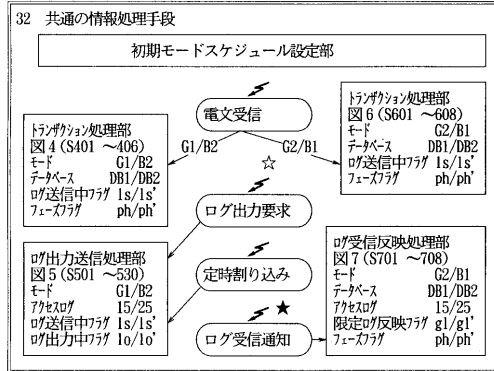 32 共通の情報処理手段
初期モードスケジュール設定部
電文受信
G1/B2
G2/B1
☆
トランザクション処理部
図4(S401 ~406)
モード G1/B2
データベース DB1/DB2
ログ送信中フラグ ls/ls'
フェーズフラグ ph/ph'
トランザクション処理部
図6(S601 ~608)
モード G2/B1
データベース DB1/DB2
ログ送信中フラグ ls/ls'
フェーズフラグ ph/ph'
ログ出力要求
ログ出力送信処理部
図5(S501 ~530)
モード G1/B2
アクセスログ 15/25
ログ送信中フラグ ls/ls'
ログ出力中フラグ lo/lo'
定時割り込み
★
ログ受信通知
ログ受信反映処理部
図7(S701 ~708)
モード G2/B1
データベース DB1/DB2
アクセスログ 15/25
限定ログ反映フラグ gl/gl'
フェーズフラグ ph/ph'